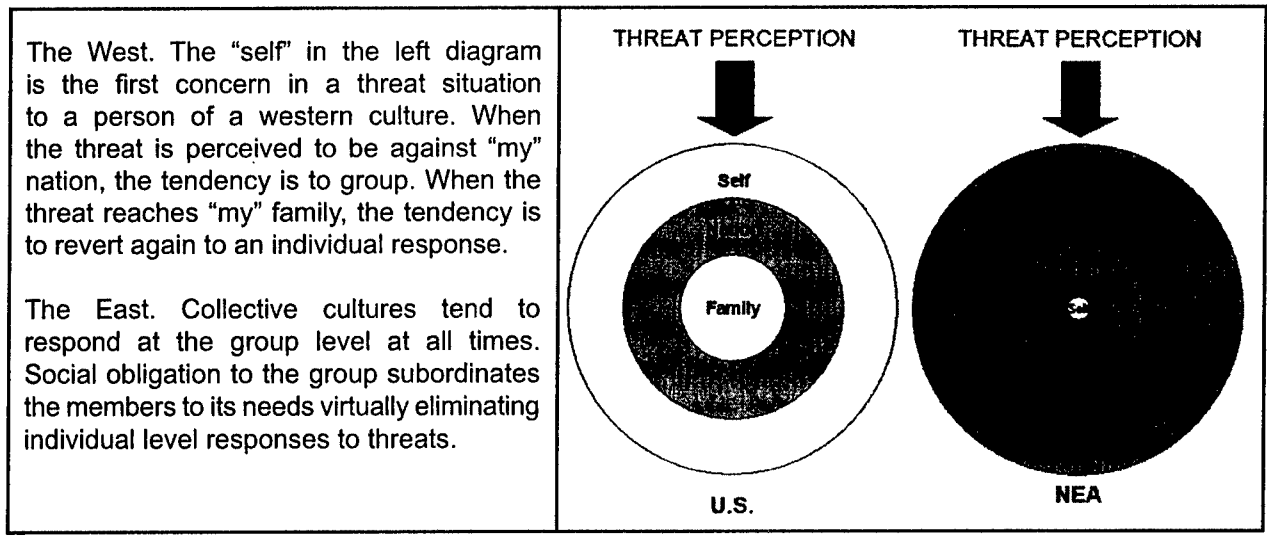 The West. The “self” in the left diagram
is the first concern in a threat situation
to a person of a western culture. When
the threat is perceived to be against “my”
nation, the tendency is to group. When the
threat reaches “my” family, the tendency is
to revert again to an individual response.
The East. Collective cultures tend to
respond at the group level at all times.
Social obligation to the group subordinates
the members to its needs virtually eliminating
individual level responses to threats.
THREAT PERCEPTION
Self
Family
U.S.
THREAT PERCEPTION
NEA